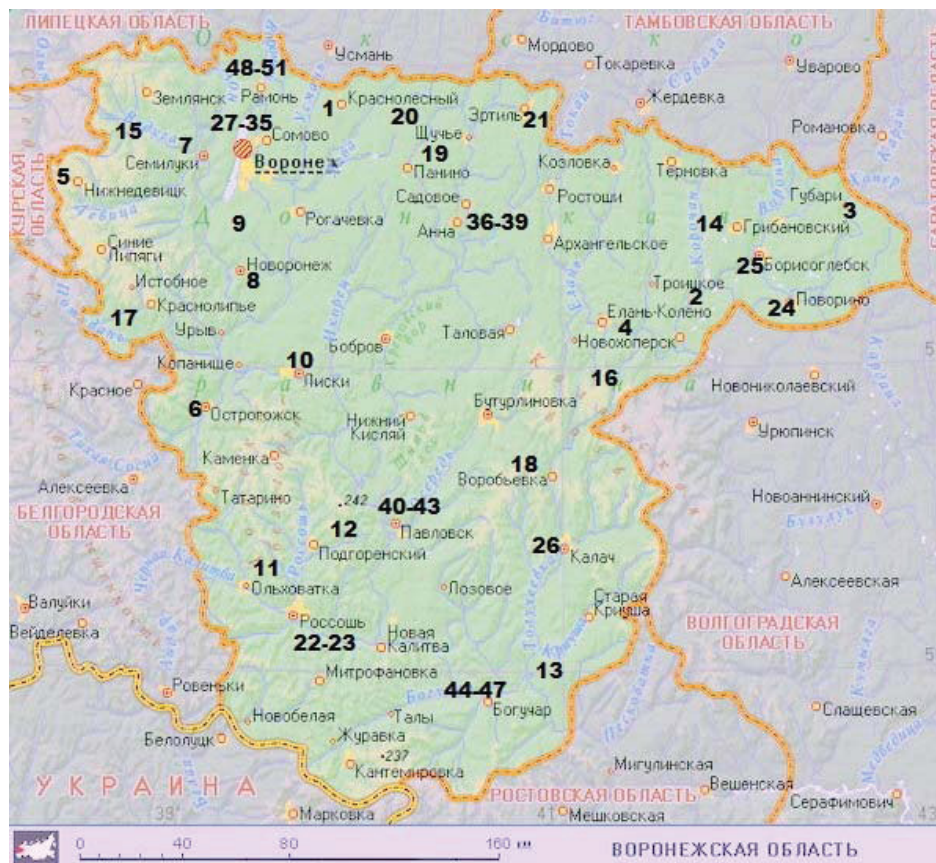 ЛИПЕЦКАЯ ОБЛАСТЬ
ТАМБОВСКАЯ ОБЛАСТЬ
Усмань
Мордово
Токаревка
Уварово
48-51
Землянск
Рамонь
1
Краснолесный
20
Эртиль
21
Жердевка
Романовка
15
7
27-35
Сомово
Щучье
19
Семилуки
Воронеж
Панино
Козловка
Терновка
5
Нижнедевицк
Девица
Садовое
Ростоши
Губари
3
КУРСКАЯ
ОБЛАСТЬ
9
Рогачевка
Анна
36-39
14
Грибановский
Синие
Липяги
Архангельское
25
Борисоглебск
Истобное
Нововоронеж
8
Троицкое
2
24
Поворино
17
Краснолипье
Елань-Колено
Урыв
Бобров
Таловая
4
Новохоперск
Копанище
10
Лиски
16
Новониколаевский
Красное
6
Острогожск
Нижний
Кисляй
Бутурлиновка
Урюпинск
Каменка
18
Воробьевка
Алексеевка
Татарино
242
40-43
Новоаннинский
БЕЛГОРОДСКАЯ
ОБЛАСТЬ
12
Павловск
Подгоренский
26
Калач
11
Ольховатка
Лозовое
Алексеевская
Старая
Криуша
Валуйки
Вейделевка
Россошь
22-23
Новая
Калитва
ВОЛГОГРАДСКАЯ
ОБЛАСТЬ
Митрофановка
13
Ровеньки
44-47
Богучар
Слащевская
Новобелая
Талы
Белолуцк
Журавка
237
Кантемировка
Мигулинская
Вешенская
УКРАИНА
РОСТОВСКАЯ ОБЛАСТЬ
Серафимович
39
Марковка
41
Мешковская
43
0 40 80 160 км
ВОРОНЕЖСКАЯ ОБЛАСТЬ